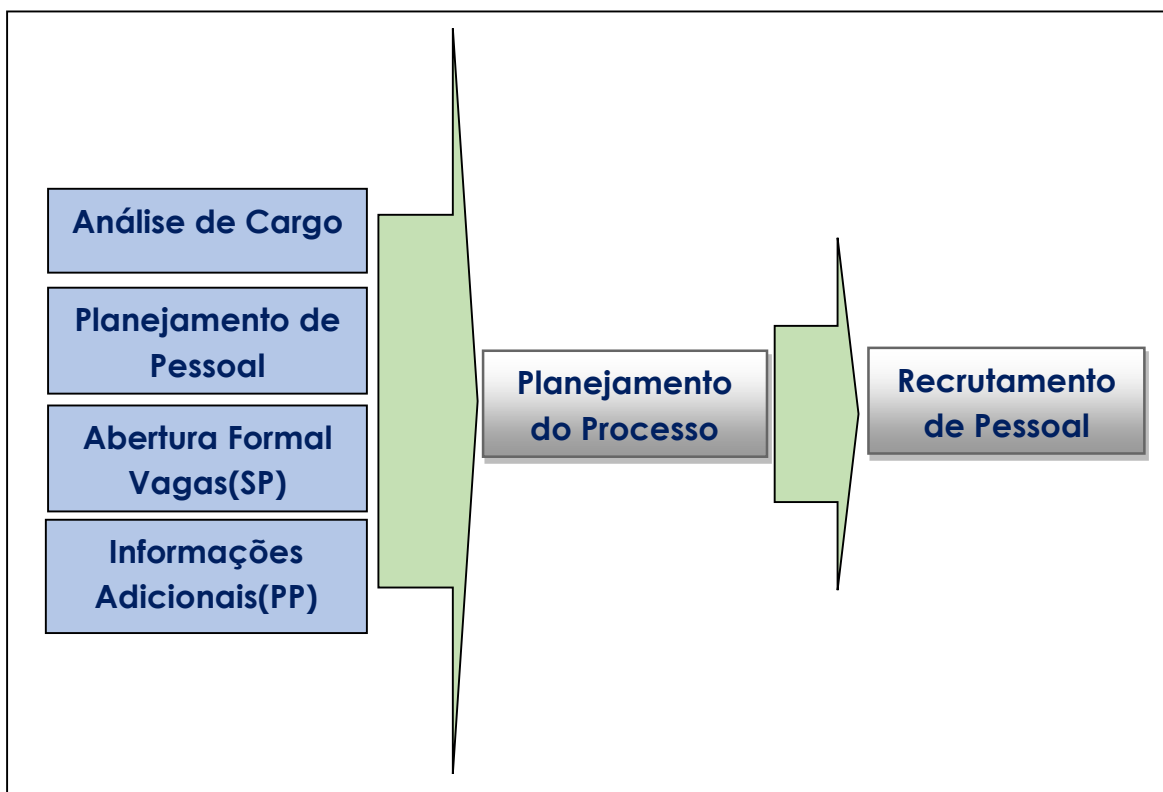 Análise de Cargo
Planejamento de
Pessoal
Abertura Formal
Vagas(SP)
Informações
Adicionais(PP)
Planejamento
do Processo
Recrutamento
de Pessoal